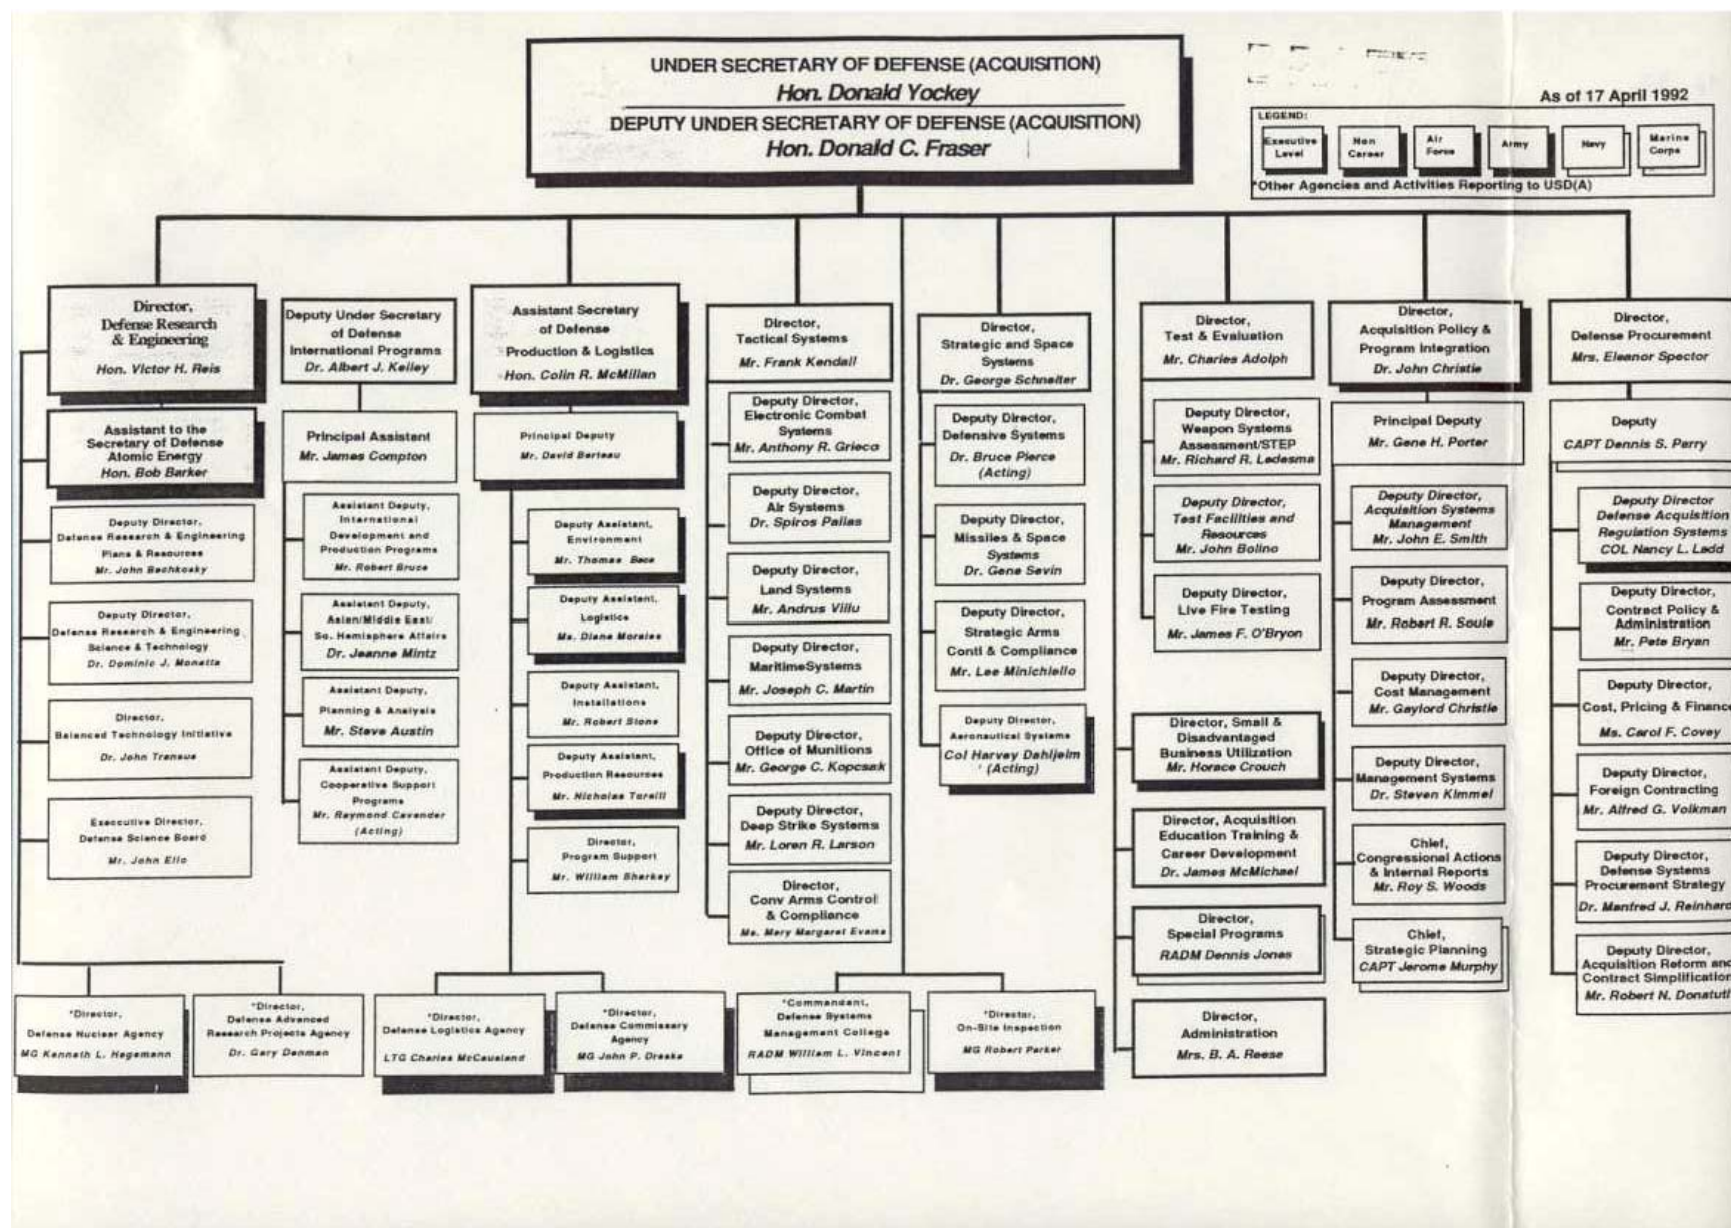 UNDER SECRETARY OF DEFENSE (ACQUISITION)
Hon. Donald Yockey
DEPUTY UNDER SECRETARY OF DEFENSE (ACQUISITION)
Hon. Donald C. Fraser
As of 17 April 1992
LEGEND:
Executive
Level
Non
Career
Air
Force
Army
Navy
Marine
Corps
*Other Agencies and Activities Reporting to USD(A)
Director,
Defense Research
& Engineering
Hon. Victor H. Reis
Assistant to the
Secretary of Defense
Atomic Energy
Hon. Bob Barker
Deputy Director,
Defense Research & Engineering
Plans & Resources
Mr. John Bachkosky
Deputy Director,
Defense Research & Engineering
Science & Technology
Dr. Dominic J. Monetta
Director,
Balanced Technology Initiative
Dr. John Transue
Execcutive Director,
Defense Science Board
Mr. John Ello
*Director,
Defense Nuclear Agency
MG Kenneth L. Hagemann
*Director,
Defense Advanced
Research Projects Agency
Dr. Gary Denman
Deputy Under Secretary
of Defense
International Programs
Dr. Albert J. Kelley
Principal Assistant
Mr. James Compton
Assistant Deputy,
International
Development and
Production Programs
Mr. Robert Bruce
Assistant Deputy,
Asian/Middle East/
So. Hemisphere Affairs
Dr. Jeanne Mintz
Assistant Deputy,
Planning & Analysis
Mr. Steve Austin
Assistant Deputy,
Cooperative Support
Programs
Mr. Raymond Cavender
(Acting)
Assistant Secretary
of Defense
Production & Logistics
Hon. Colin R. McMillan
Principal Deputy
Mr. David Berteau
Deputy Assistant,
Environment
Mr. Thomas Baca
Deputy Assistant,
Logistics
Ms. Diane Morales
Deputy Assistant,
Installations
Mr. Robert Stone
Deputy Assistant,
Production Resources
Mr. Nicholas Torelli
Director,
Program Support
Mr. William Sharkey
*Director,
Defense Logistics Agency
LTG Charles McCausland
*Director,
Defense Commissary
Agency
MG John P. Dreska
Director,
Tactical Systems
Mr. Frank Kendall
Deputy Director,
Electronic Combat
Systems
Mr. Anthony R. Grieco
Deputy Director,
Air Systems
Dr. Spiros Pallas
Deputy Director,
Land Systems
Mr. Andrus Viilu
Deputy Director,
MaritimeSystems
Mr. Joseph C. Martin
Deputy Director,
Office of Munitions
Mr. George C. Kopcsak
Deputy Director,
Deep Strike Systems
Mr. Loren R. Larson
Director,
Conv Arms Control
& Compliance
Ms. Mary Margaret Evans
*Commandant,
Defense Systems
Management College
RADM William L. Vincent
*Director,
On-Site Inspection
MG Robert Parker
Director,
Strategic and Space
Systems
Dr. George Schneiter
Deputy Director,
Defensive Systems
Dr. Bruce Pierce
(Acting)
Deputy Director,
Missiles & Space
Systems
Dr. Gene Sevin
Deputy Director,
Strategic Arms
Contl & Compliance
Mr. Lee Minichiello
Deputy Director,
Aeronautical Systems
Col Harvey Dahljelm
(Acting)
Director,
Test & Evaluation
Mr. Charles Adolph
Deputy Director,
Weapon Systems
Assessment/STEP
Mr. Richard R. Ledesma
Deputy Director,
Test Facilities and
Resources
Mr. John Bolino
Deputy Director,
Live Fire Testing
Mr. James F. O'Bryon
Director, Small &
Disadvantaged
Business Utilization
Mr. Horace Crouch
Director, Acquisition
Education Training &
Career Development
Dr. James McMichael
Director,
Special Programs
RADM Dennis Jones
Director,
Administration
Mrs. B. A. Reese
Director,
Acquisition Policy &
Program Integration
Dr. John Christie
Principal Deputy
Mr. Gene H. Porter
Deputy Director,
Acquisition Systems
Management
Mr. John E. Smith
Deputy Director,
Program Assessment
Mr. Robert R. Soule
Deputy Director,
Cost Management
Mr. Gaylord Christle
Deputy Director,
Management Systems
Dr. Steven Kimmel
Chief,
Congressional Actions
& Internal Reports
Mr. Roy S. Woods
Chief,
Strategic Planning
CAPT Jerome Murphy
Director,
Defense Procurement
Mrs. Eleanor Spector
Deputy
CAPT Dennis S. Parry
Deputy Director
Defense Acquisition
Regulation Systems
COL Nancy L. Ladd
Deputy Director,
Contract Policy &
Administration
Mr. Pete Bryan
Deputy Director,
Cost, Pricing & Finance
Ms. Carol F. Covey
Deputy Director,
Foreign Contracting
Mr. Alfred G. Volkman
Deputy Director,
Defense Systems
Procurement Strategy
Dr. Manfred J. Reinhard
Deputy Director,
Acquisition Reform and
Contract Simplification
Mr. Robert N. Donatuti